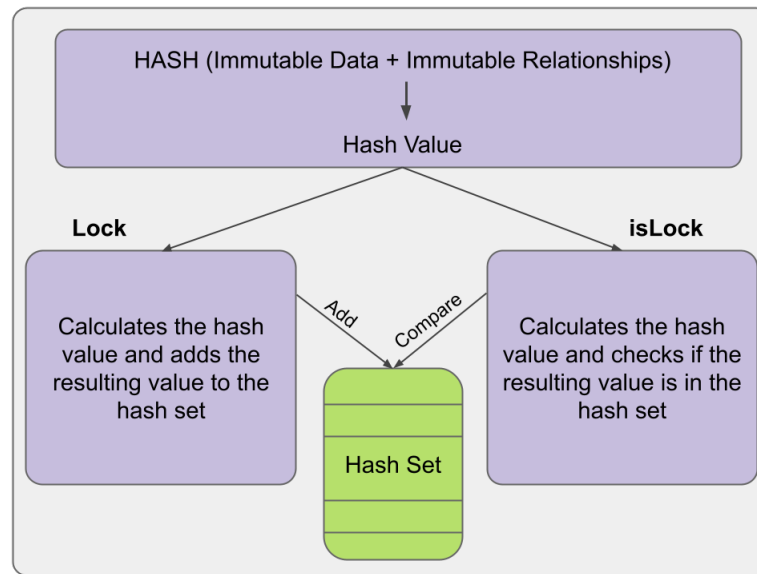 HASH (Immutable Data + Immutable Relationships)
Hash Value
Lock
isLock
Calculates the hash
value and adds the
resulting value to the
hash set
Add
Compare
Calculates the hash
value and checks if the
resulting value is in the
hash set
Hash Set